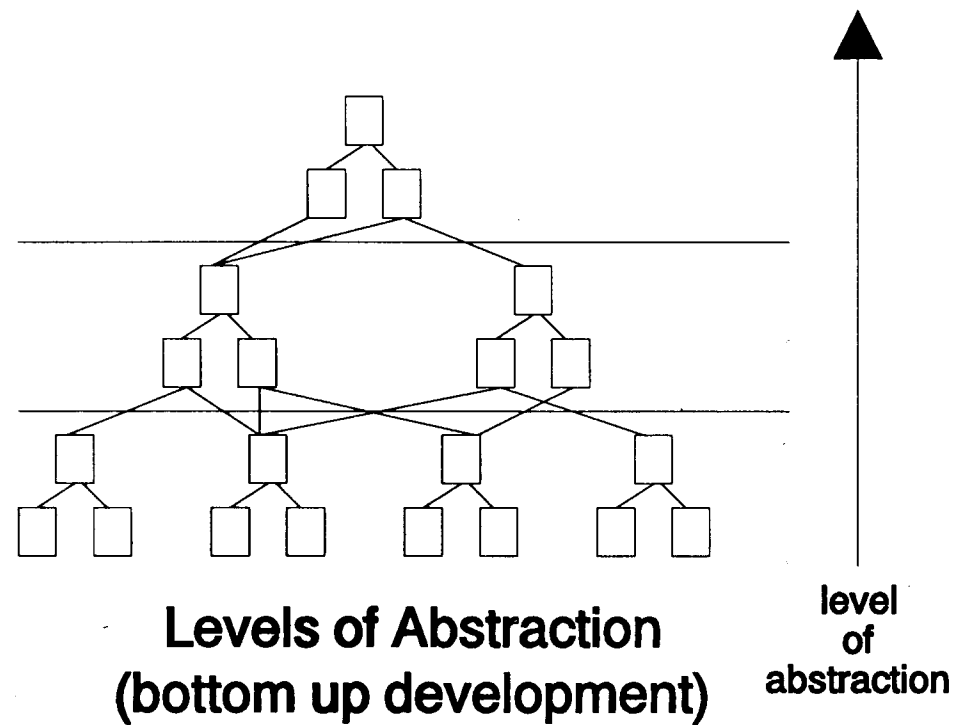 Levels of Abstraction
(bottom up development)
level
of
abstraction